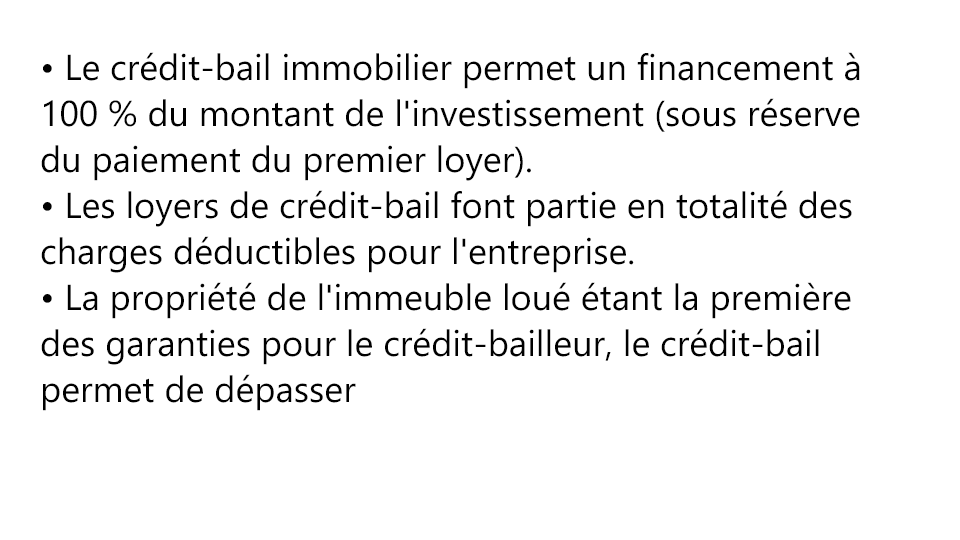 • Le crédit-bail immobilier permet un financement à
100 % du montant de l'investissement (sous réserve
du paiement du premier loyer).
• Les loyers de crédit-bail font partie en totalité des
charges déductibles pour l'entreprise.
• La propriété de l'immeuble loué étant la première
des garanties pour le crédit-bailleur, le crédit-bail
permet de dépasser